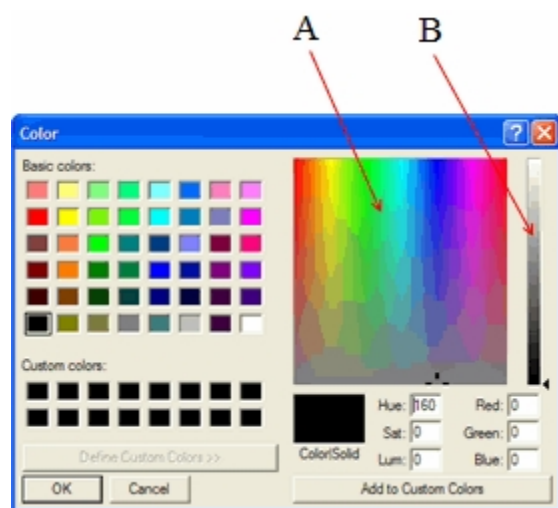 A B
Color
Basic colors:
Custom colors:
Define Custom Colors >>
OK Cancel
Color|Solid
Hue: 160 Red: 0
Sat: 0 Green: 0
Lum: 0 Blue: 0
Add to Custom Colors